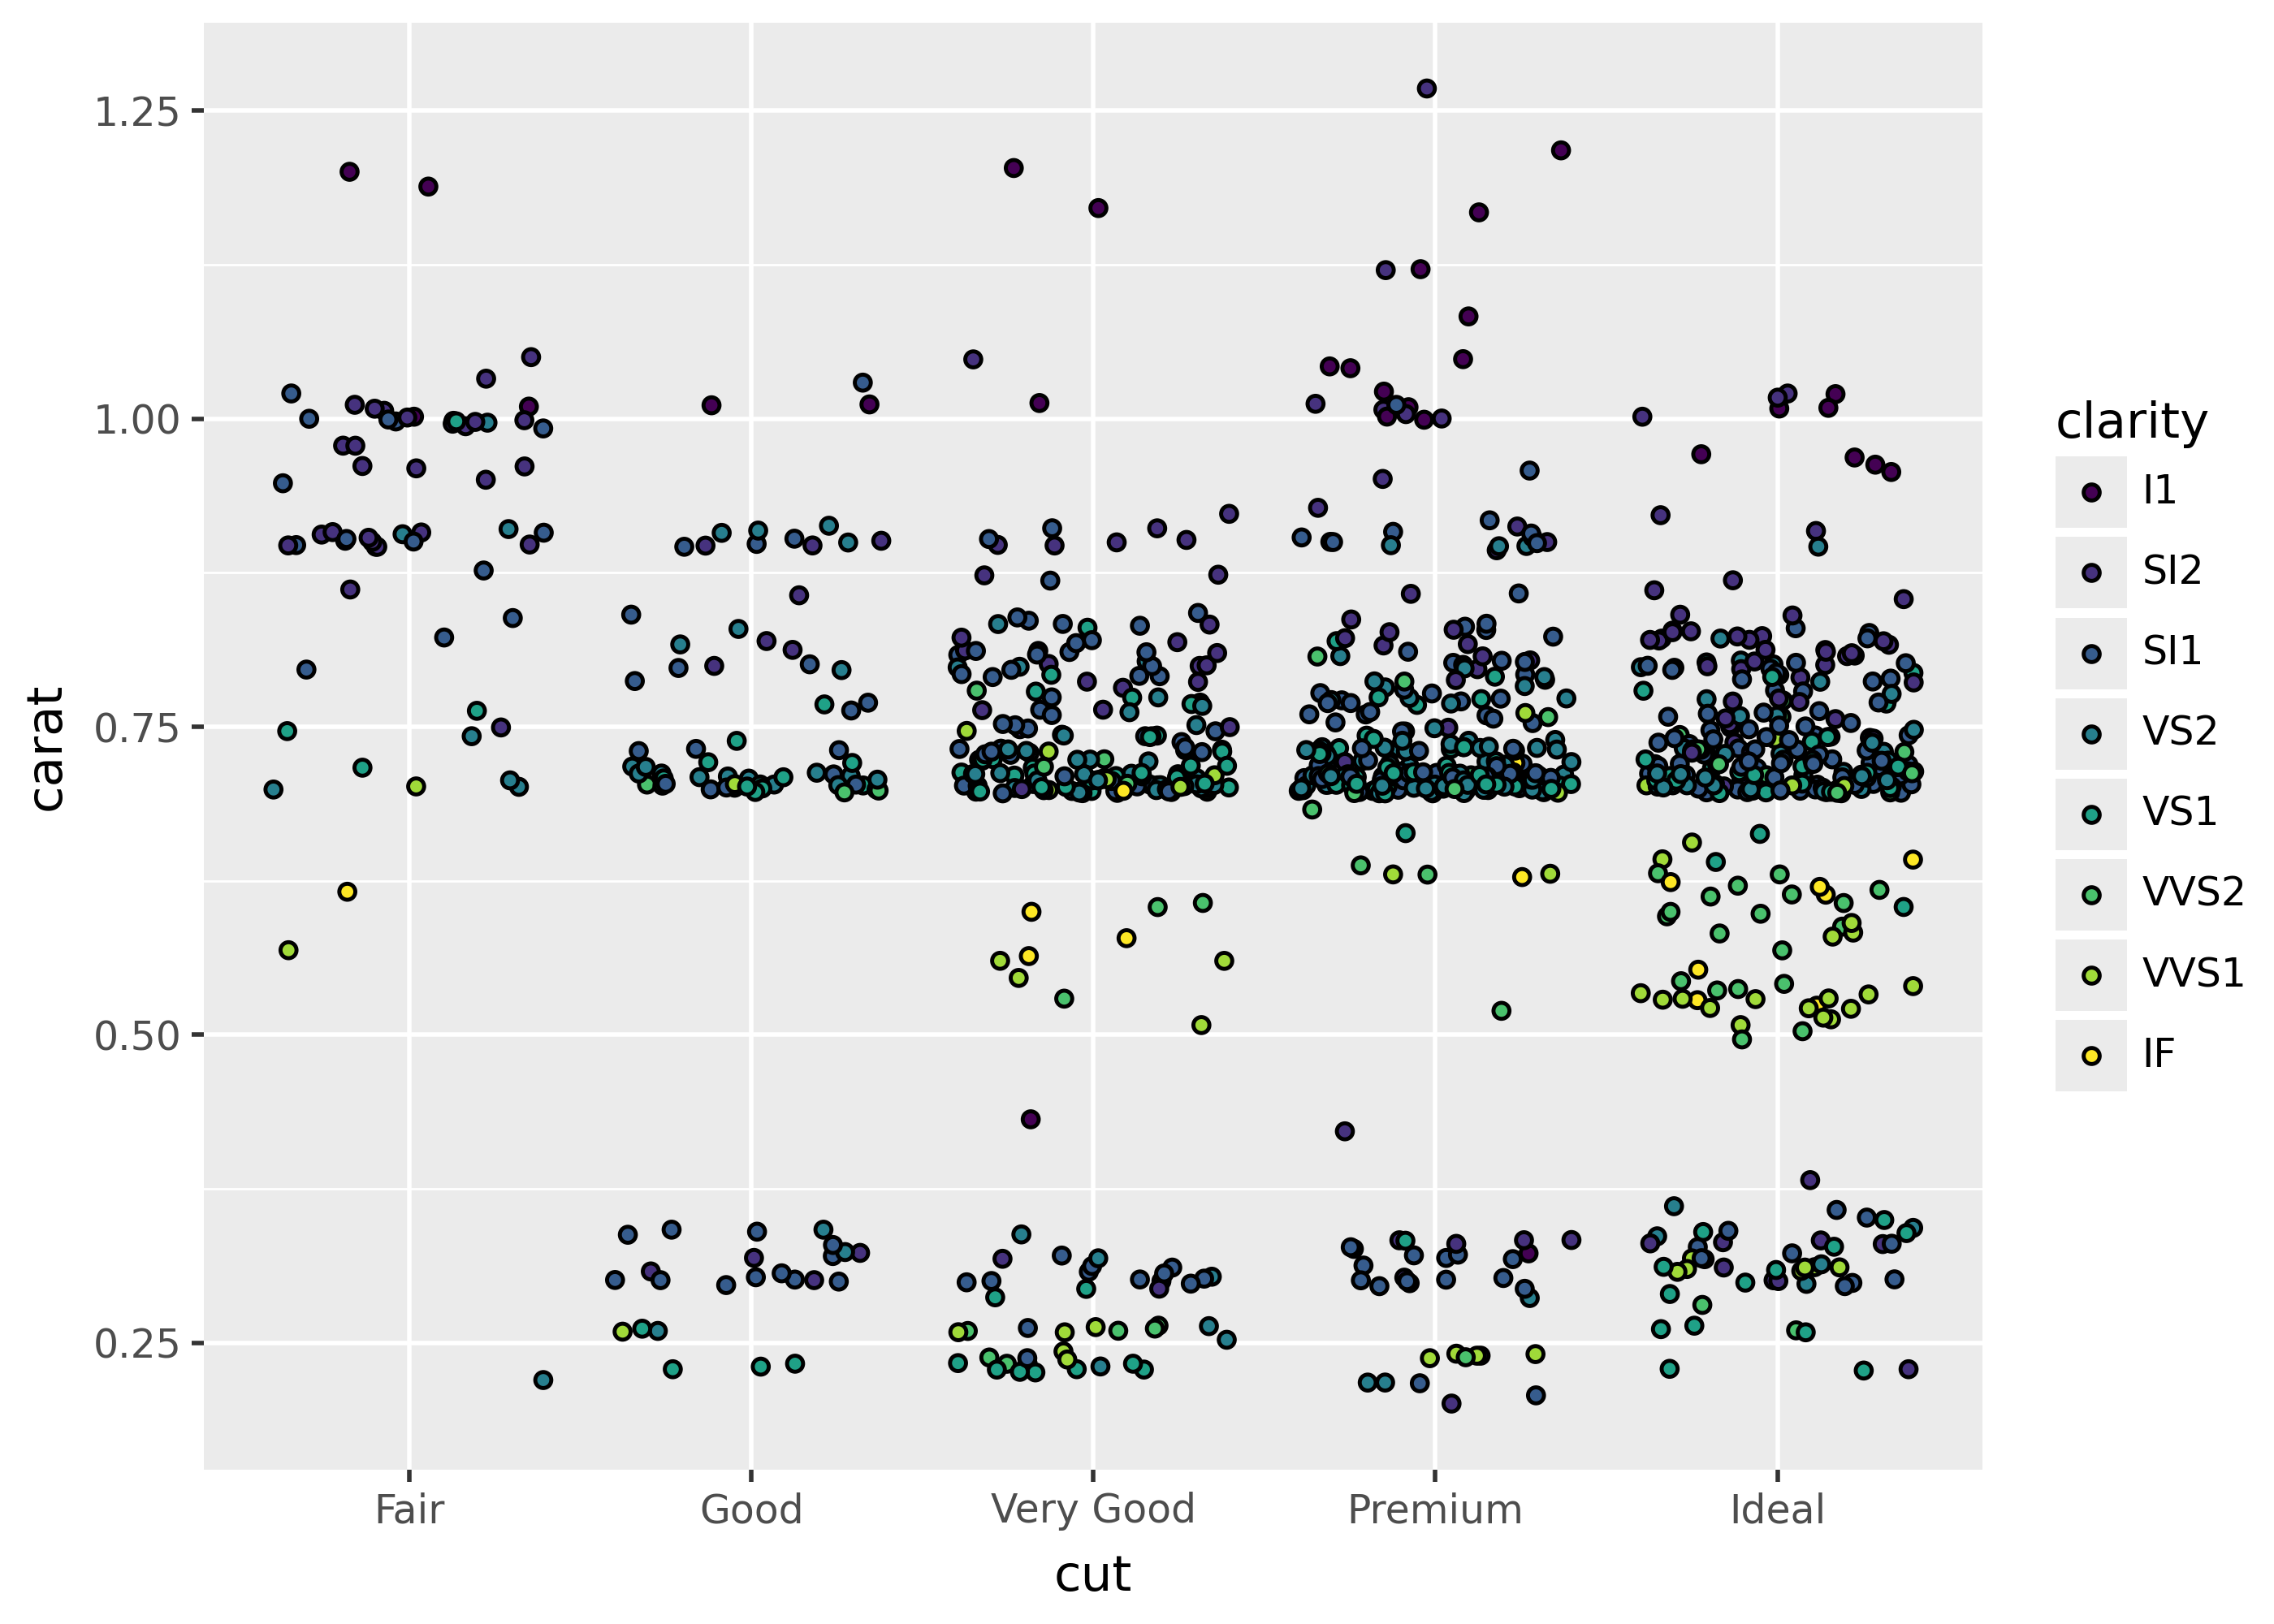 1.25
1.00
0.75
0.50
0.25
carat
Fair
Good
Very Good
Premium
Ideal
cut
clarity
I1
SI2
SI1
VS2
VS1
VVS2
VVS1
IF